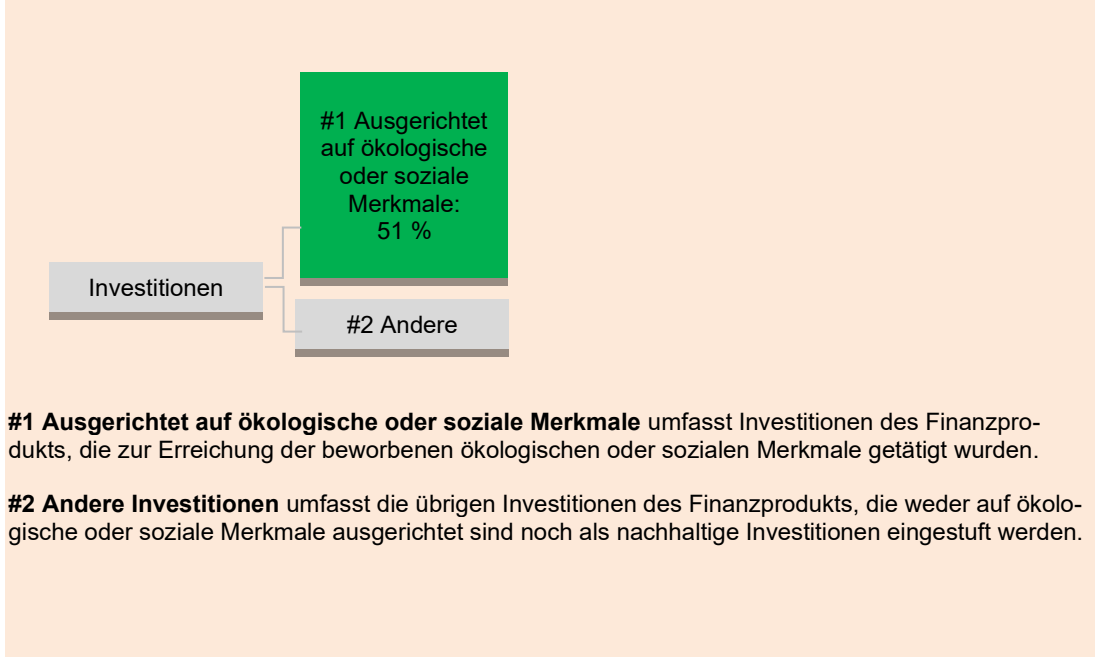 #1 Ausgerichtet
auf ökologische
oder soziale
Merkmale:
51 %
Investitionen
#2 Andere
#1 Ausgerichtet auf ökologische oder soziale Merkmale umfasst Investitionen des Finanzpro-
dukts, die zur Erreichung der beworbenen ökologischen oder sozialen Merkmale getätigt wurden.
#2 Andere Investitionen umfasst die übrigen Investitionen des Finanzprodukts, die weder auf ökolo-
gische oder soziale Merkmale ausgerichtet sind noch als nachhaltige Investitionen eingestuft werden.